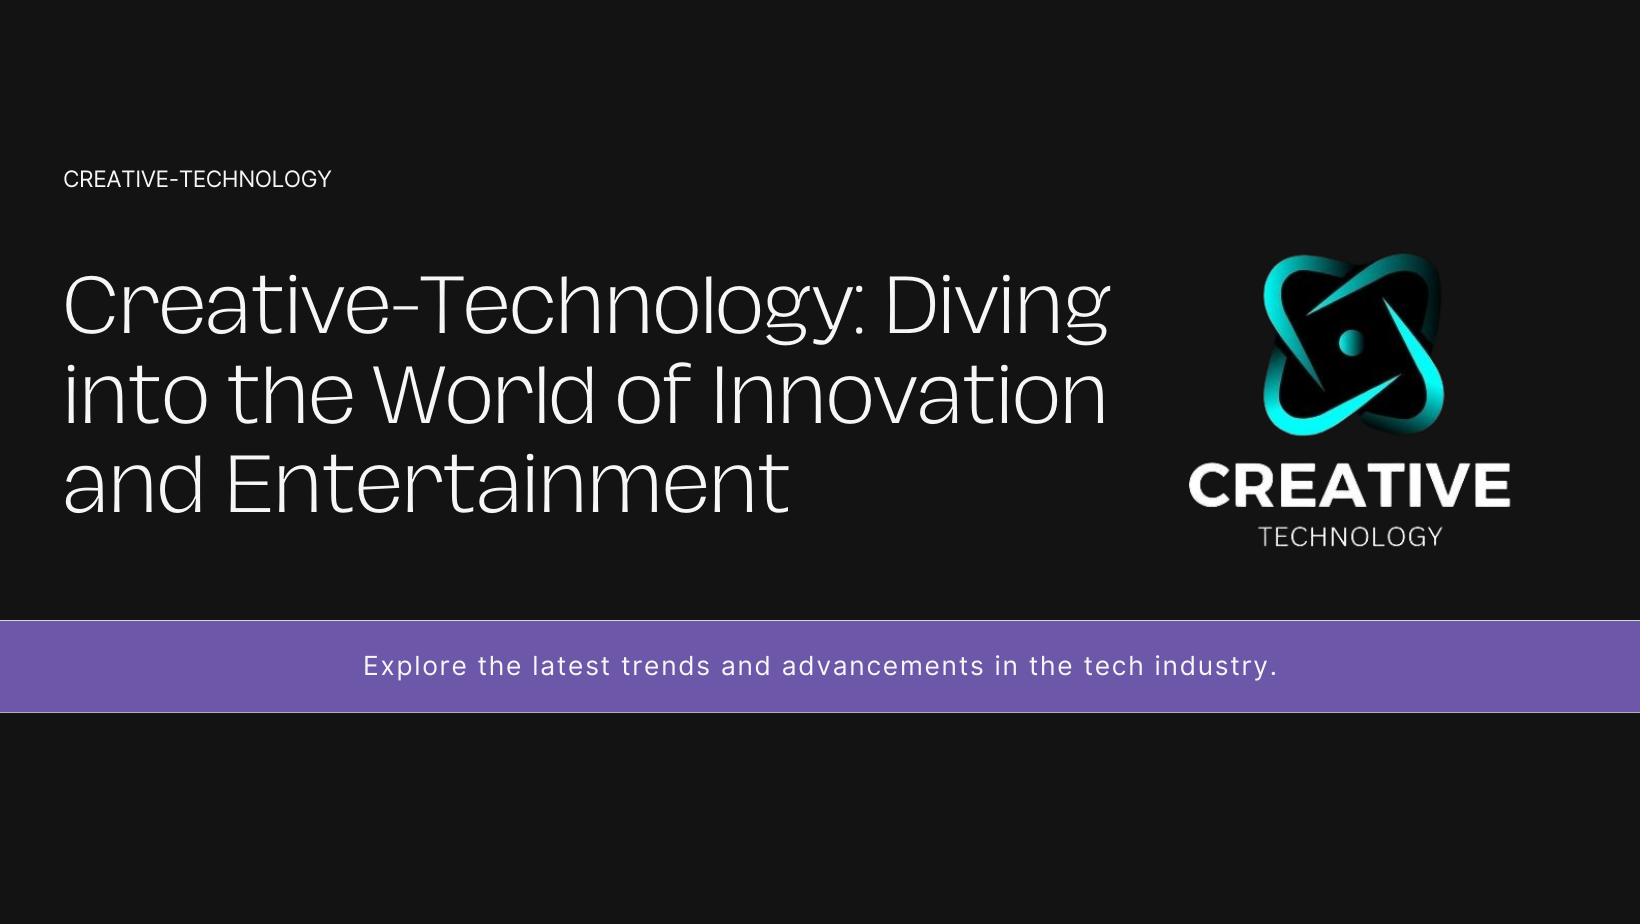 CREATIVE-TECHNOLOGY
Creative-Technology: Diving
into the World of Innovation
and Entertainment
CREATIVE
TECHNOLOGY
Explore the latest trends and advancements in the tech industry.